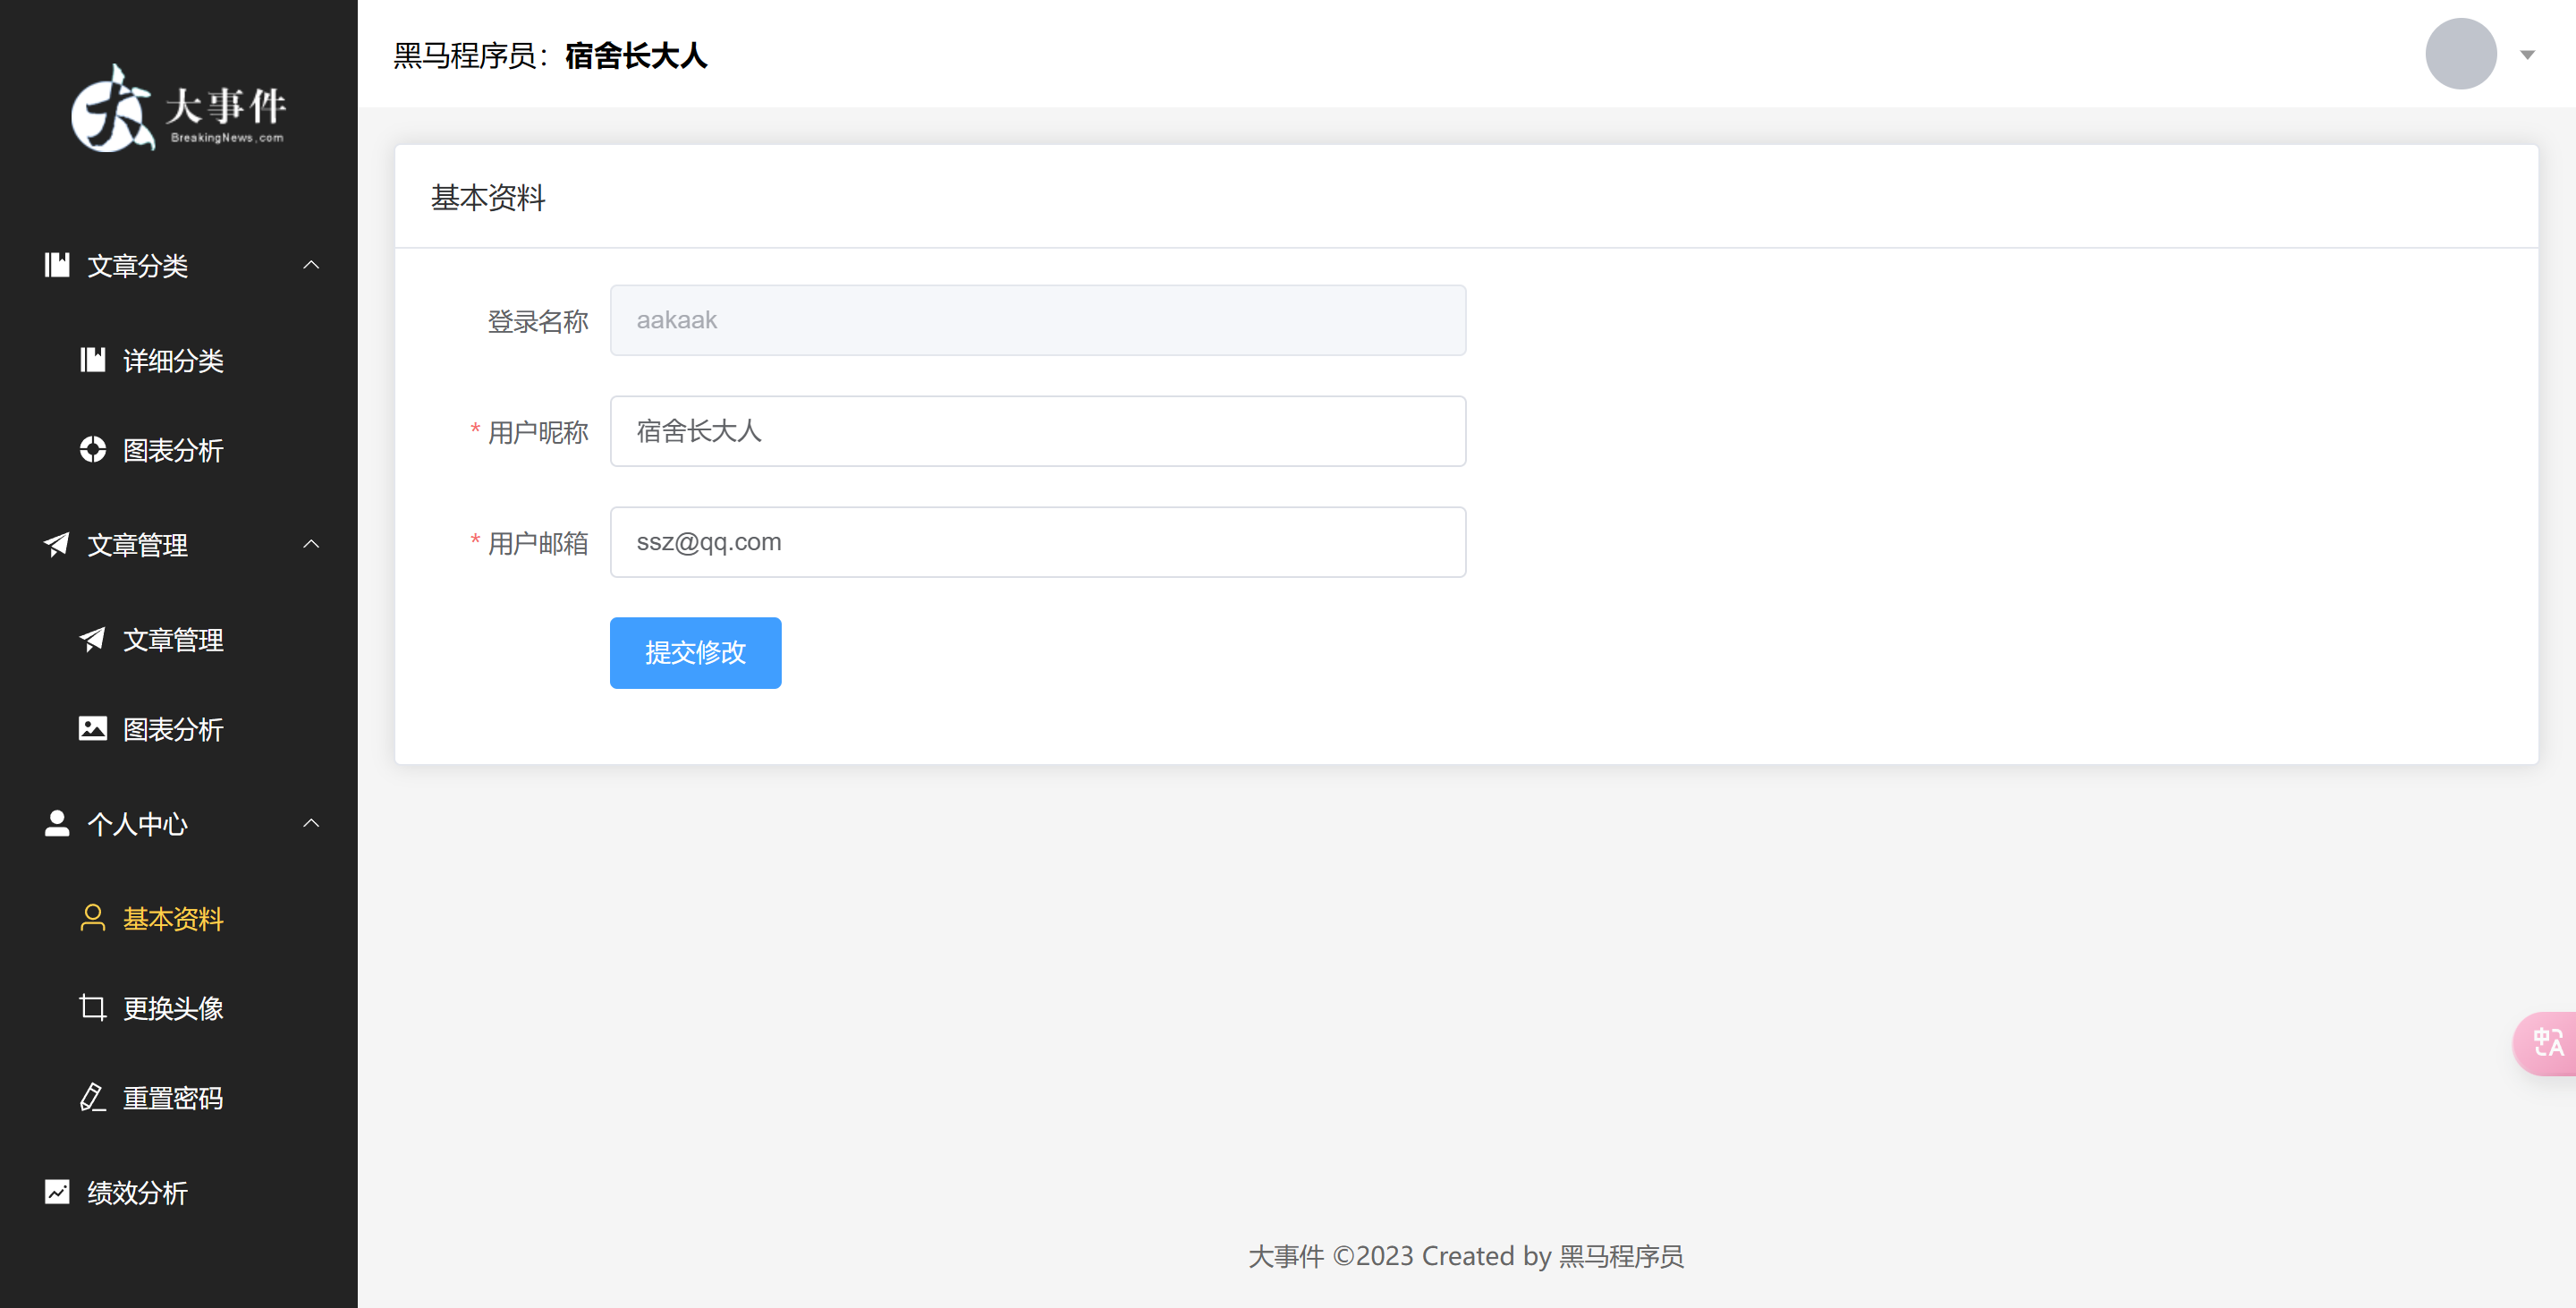 大事件
BreakingNews.com
文章分类
详细分类
图表分析
文章管理
文章管理
图表分析
个人中心
基本资料
更换头像
重置密码
绩效分析
黑马程序员：宿舍长大人
基本资料
登录名称 aakaak
* 用户昵称 宿舍长大人
* 用户邮箱 ssz@qq.com
提交修改
中A
大事件 ©2023 Created by 黑马程序员